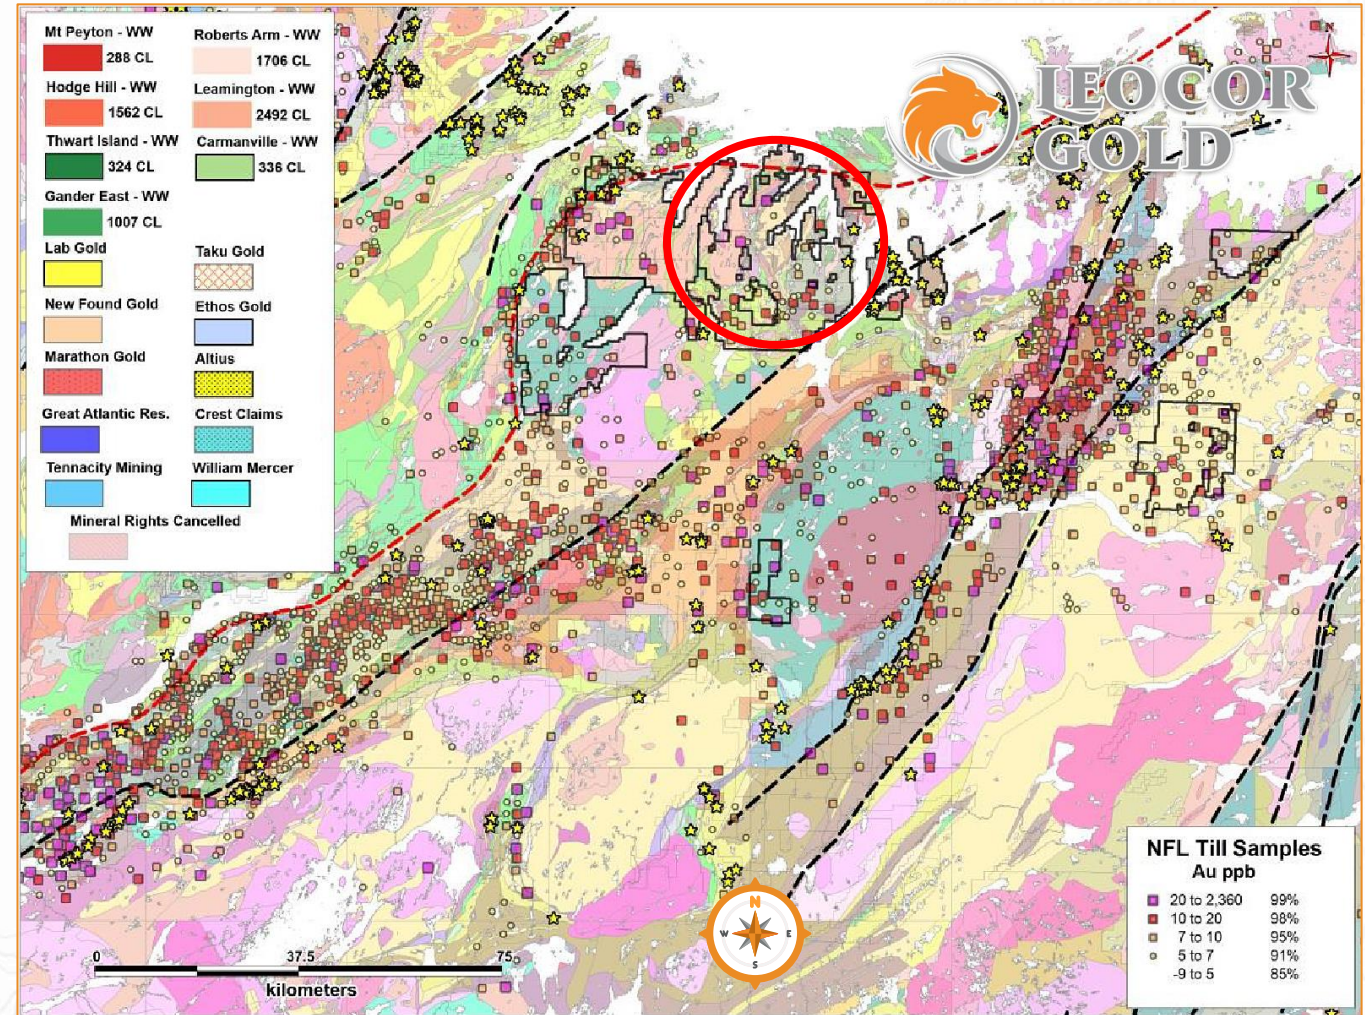 Mt Peyton - WW
288 CL
Roberts Arm - WW
1706 CL
Hodge Hill - WW
1562 CL
Leamington - WW
2492 CL
Thwart Island - WW
324 CL
Carmanville - WW
336 CL
Gander East - WW
1007 CL
Lab Gold
Taku Gold
New Found Gold
Ethos Gold
Marathon Gold
Altius
Great Atlantic Res.
Crest Claims
Tennacity Mining
William Mercer
Mineral Rights Cancelled
LEOCOR
GOLD
N
NFL Till Samples
Au ppb
20 to 2,360 99%
10 to 20 98%
7 to 10 95%
5 to 7 91%
-9 to 5 85%
N
W E
S
0 37.5 75
kilometers